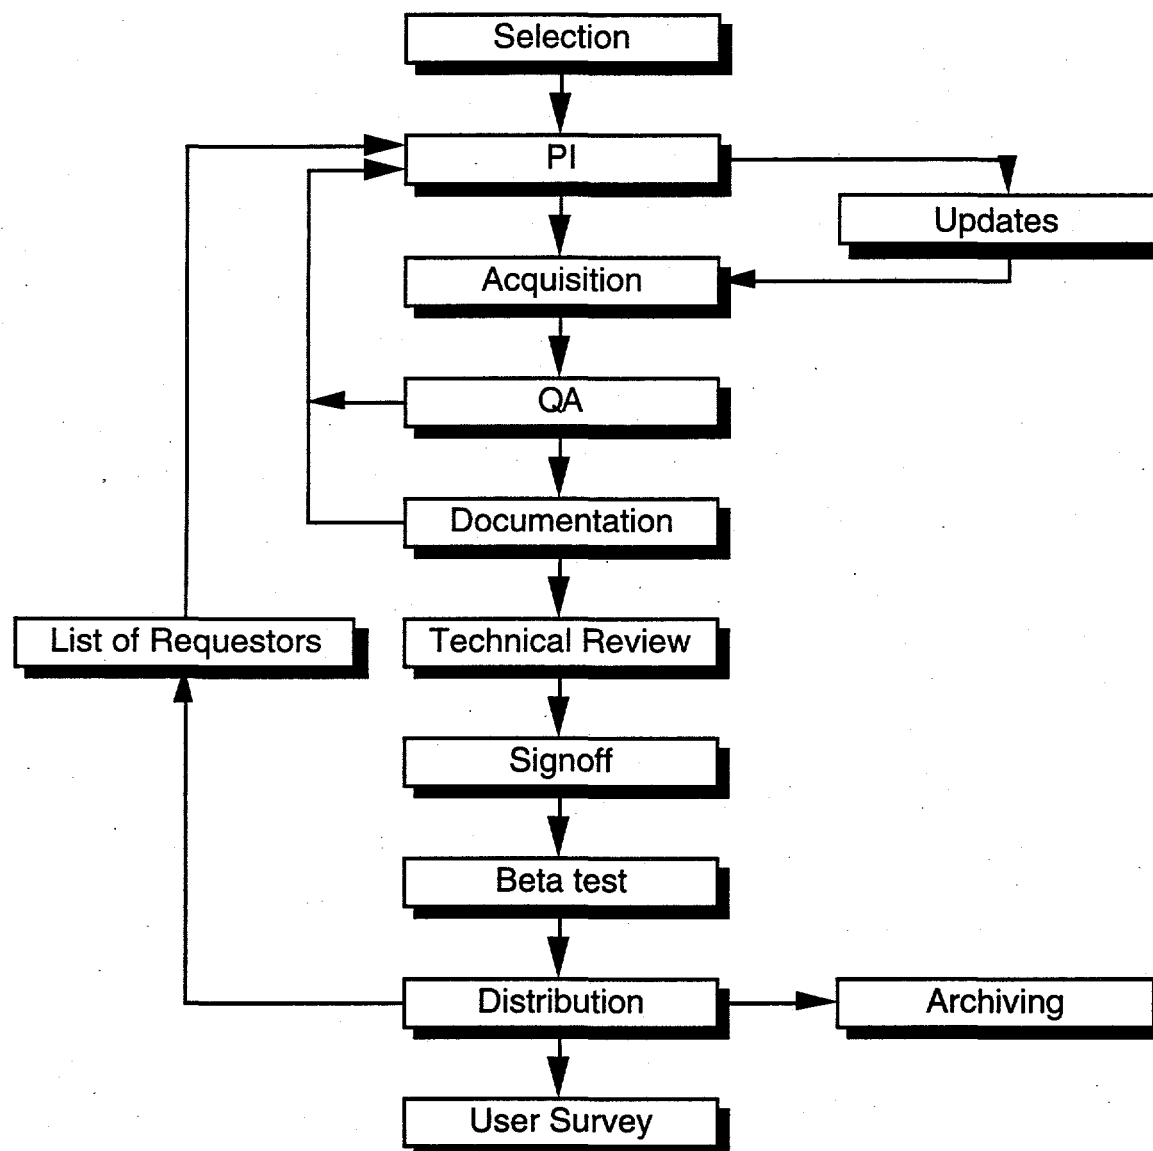 Selection
PI
Updates
Acquisition
QA
Documentation
List of Requestors
Technical Review
Signoff
Beta test
Distribution
Archiving
User Survey